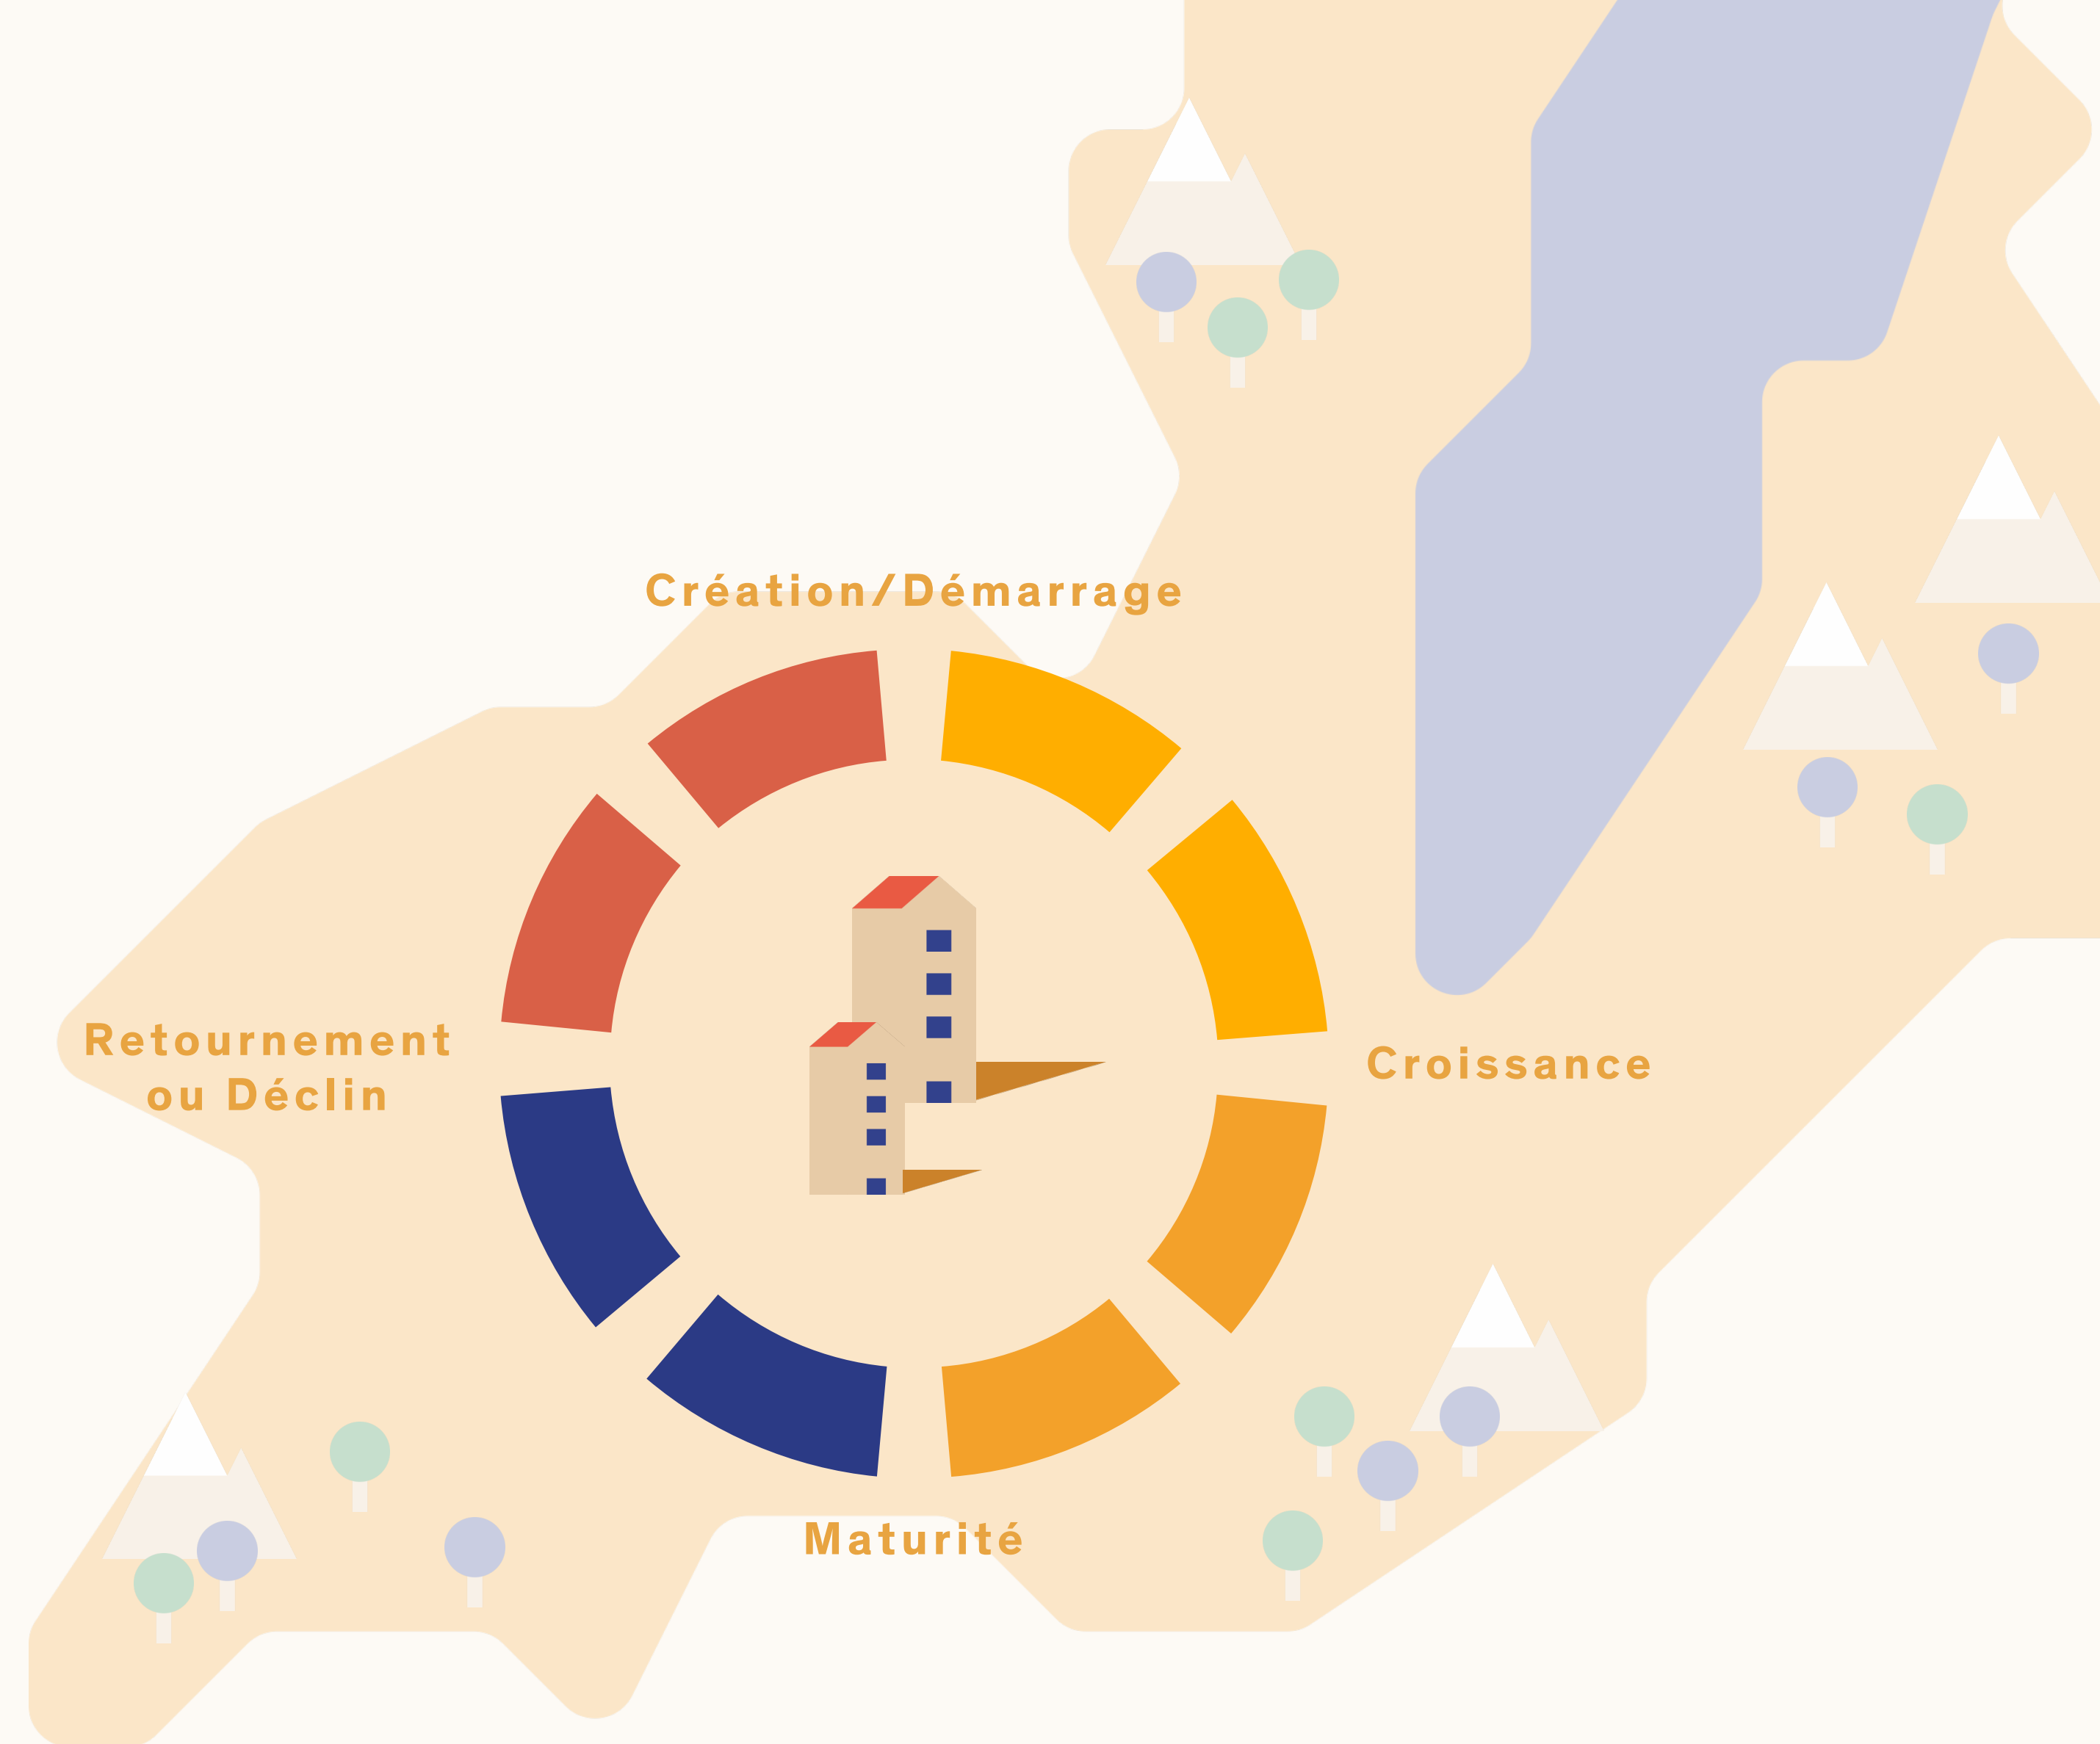 Création/Démarrage
Retournement
ou Déclin
Croissance
Maturité